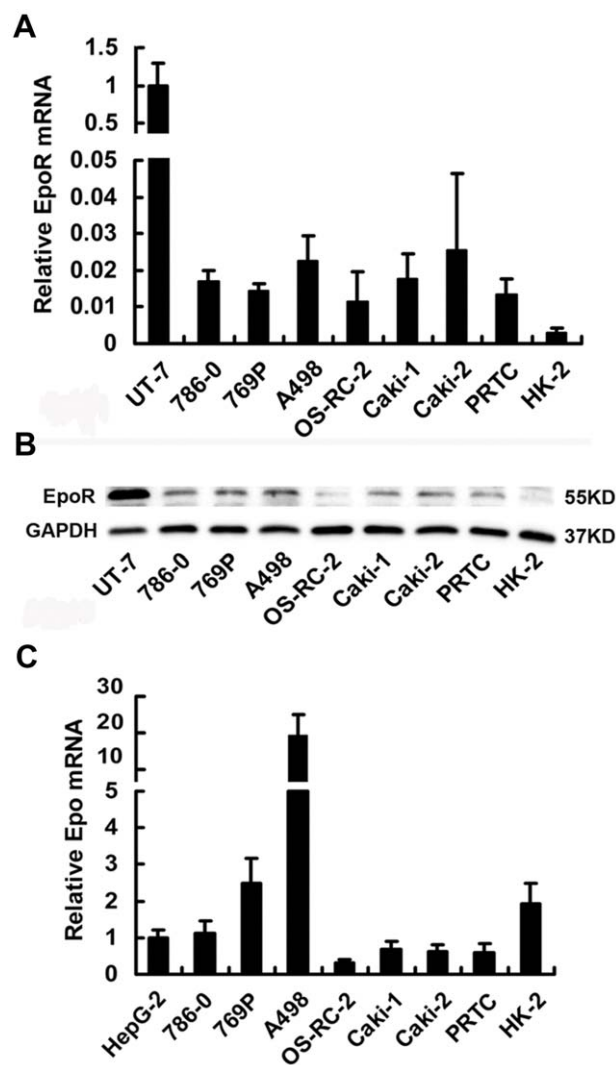 A
Relative EpoR mRNA
1.5
1
0.5
0.05
0.04
0.03
0.02
0.01
0
UT-7 786-0 769P A498 OS-RC-2 Caki-1 Caki-2 PRTC HK-2
B
EpoR 55KD
GAPDH 37KD
UT-7 786-0 769P A498 OS-RC-2 Caki-1 Caki-2 PRTC HK-2
C
Relative Epo mRNA
30
20
10
5
4
3
2
1
0
HepG-2 786-0 769P A498 OS-RC-2 Caki-1 Caki-2 PRTC HK-2